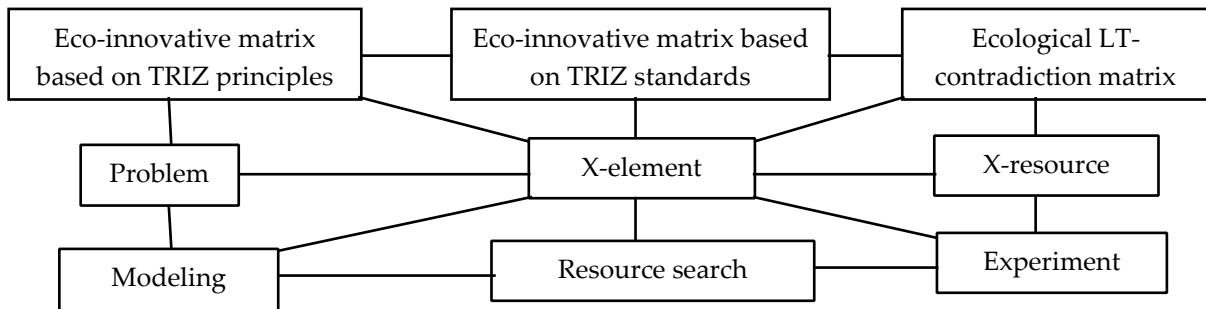 Eco-innovative matrix
based on TRIZ principles
Eco-innovative matrix based
on TRIZ standards
Ecological LT-
contradiction matrix
Problem
X-element
X-resource
Modeling
Resource search
Experiment